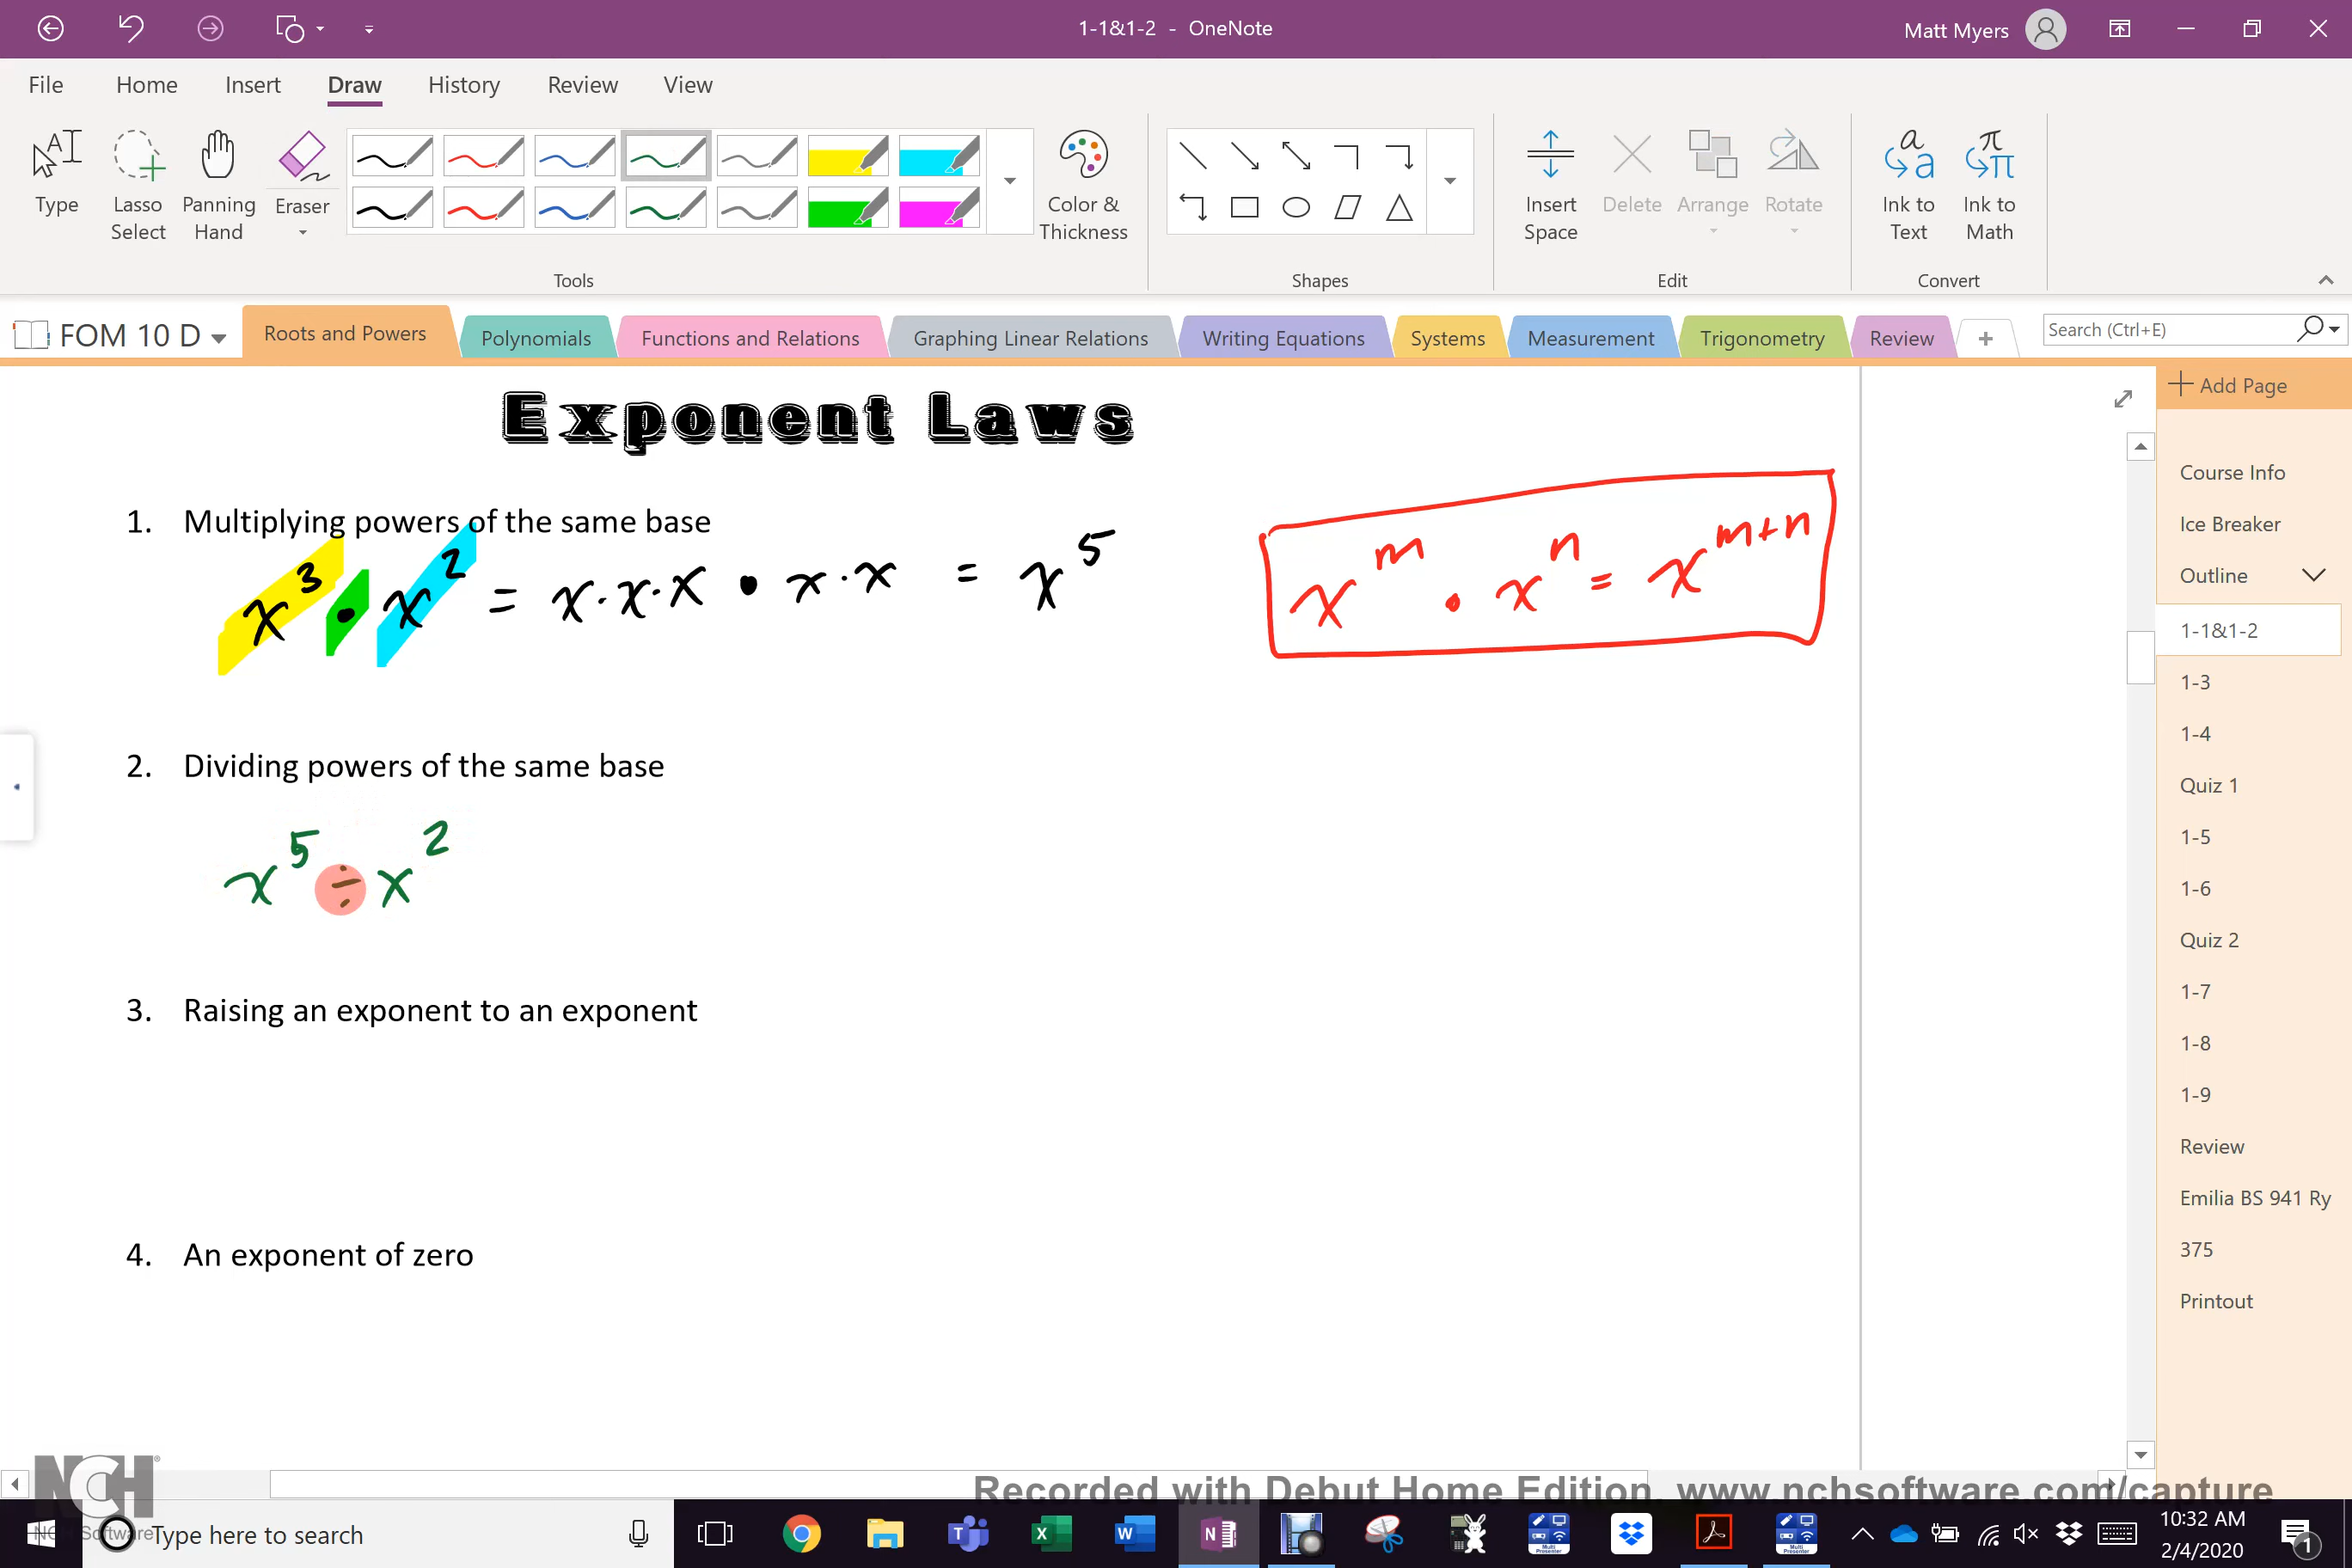 1-1&1-2 - OneNote
Matt Myers
File Home Insert Draw History Review View
Type
Lasso Select
Panning Hand
Eraser
Color & Thickness
Insert Space
Delete
Arrange
Rotate
Ink to Text
Ink to Math
Tools Shapes Edit Convert
FOM 10 D
Roots and Powers Polynomials Functions and Relations Graphing Linear Relations Writing Equations Systems Measurement Trigonometry Review +
Search (Ctrl+E)
Add Page
Exponent Laws
1. Multiplying powers of the same base
x³ • x² = x·x·x • x·x = x⁵
xᵐ • xⁿ = xᵐ⁺ⁿ
2. Dividing powers of the same base
x⁵ ÷ x²
3. Raising an exponent to an exponent
4. An exponent of zero
Course Info
Ice Breaker
Outline
1-1&1-2
1-3
1-4
Quiz 1
1-5
1-6
Quiz 2
1-7
1-8
1-9
Review
Emilia BS 941 Ry
375
Printout
NCH®
NCH Software
Recorded with Debut Home Edition. www.nchsoftware.com/capture
Type here to search
10:32 AM
2/4/2020
1